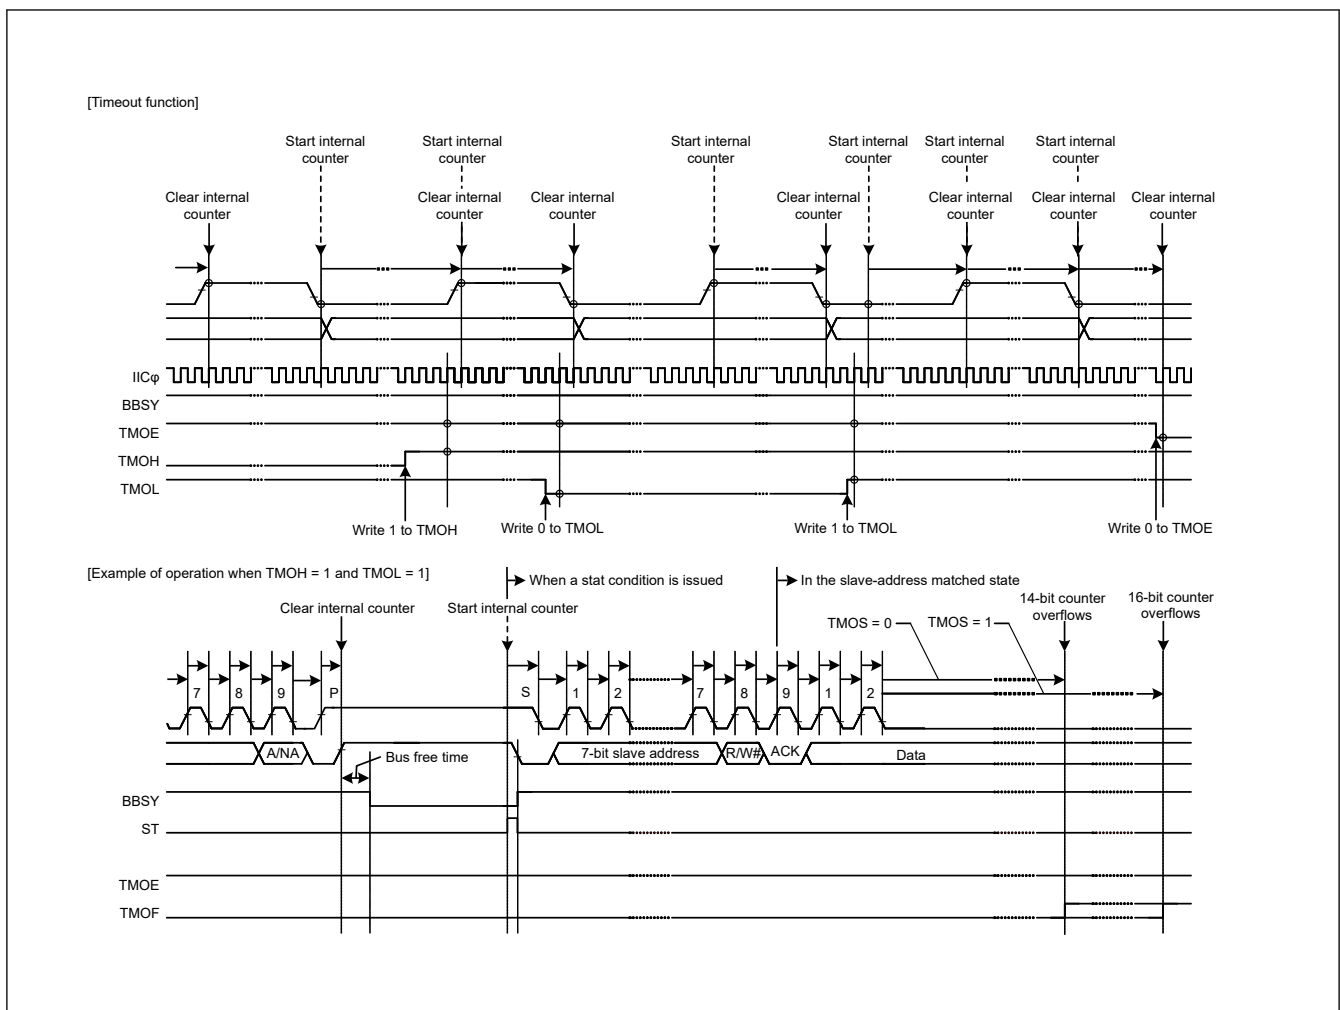 [Timeout function]
Start internal counter
Start internal counter
Start internal counter
Start internal counter
Start internal counter
Start internal counter
Clear internal counter
Clear internal counter
Clear internal counter
Clear internal counter
Clear internal counter
Clear internal counter
Clear internal counter
IICφ
BBSY
TMOE
TMOH
TMOL
Write 1 to TMOH
Write 0 to TMOL
Write 1 to TMOL
Write 0 to TMOE
[Example of operation when TMOH = 1 and TMOL = 1]
When a stat condition is issued
In the slave-address matched state
Clear internal counter
Start internal counter
14-bit counter overflows
16-bit counter overflows
TMOS = 0
TMOS = 1
7 8 9 P S 1 2 7 8 9 1 2
A/NA
7-bit slave address
R/W#
ACK
Data
Bus free time
BBSY
ST
TMOE
TMOF